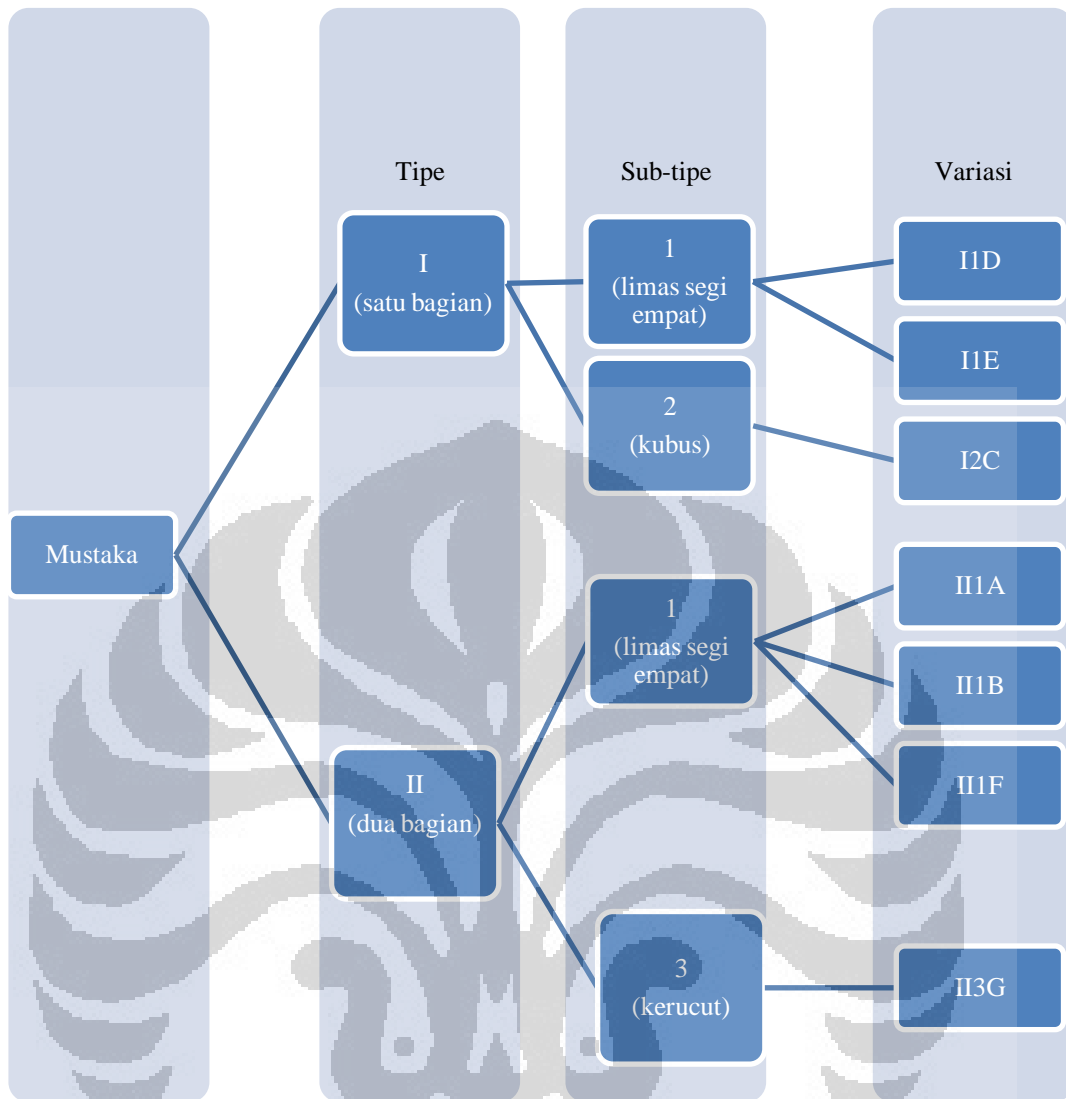 Tipe
Sub-tipe
Variasi
Mustaka
I
(satu bagian)
1
(limas segi
empat)
I1D
I1E
2
(kubus)
I2C
II
(dua bagian)
1
(limas segi
empat)
II1A
II1B
II1F
3
(kerucut)
II3G